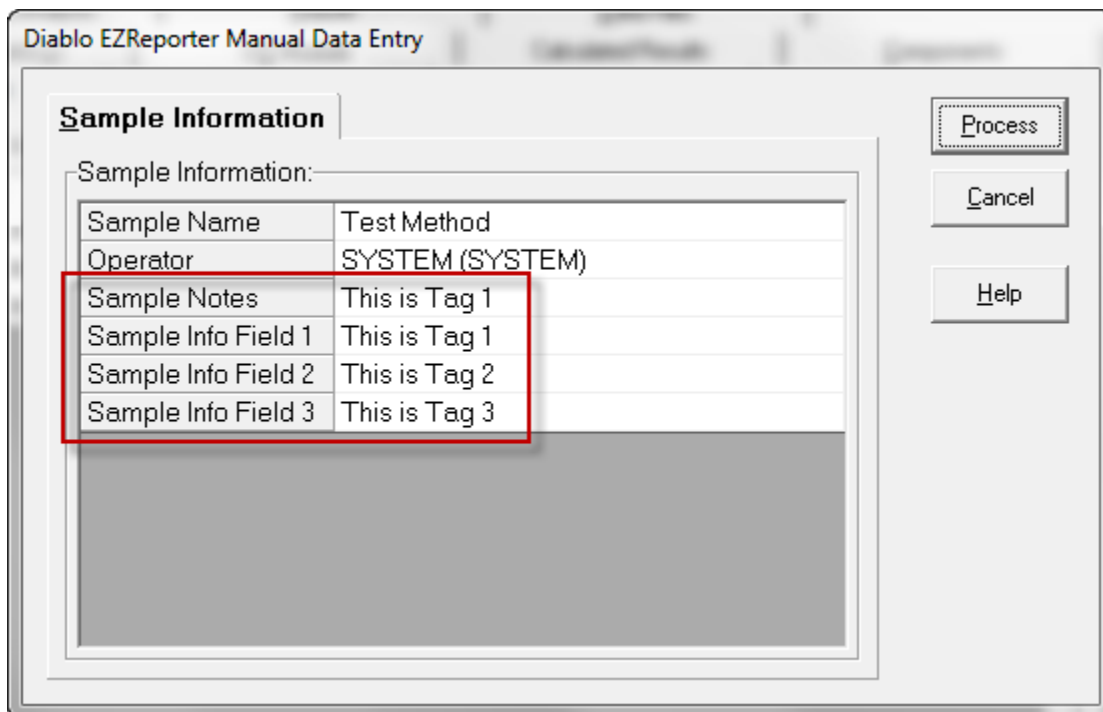 Diablo EZReporter Manual Data Entry
Sample Information
Process
Sample Information:
Cancel
Sample Name Test Method
Operator SYSTEM (SYSTEM)
Sample Notes This is Tag 1
Help
Sample Info Field 1 This is Tag 1
Sample Info Field 2 This is Tag 2
Sample Info Field 3 This is Tag 3